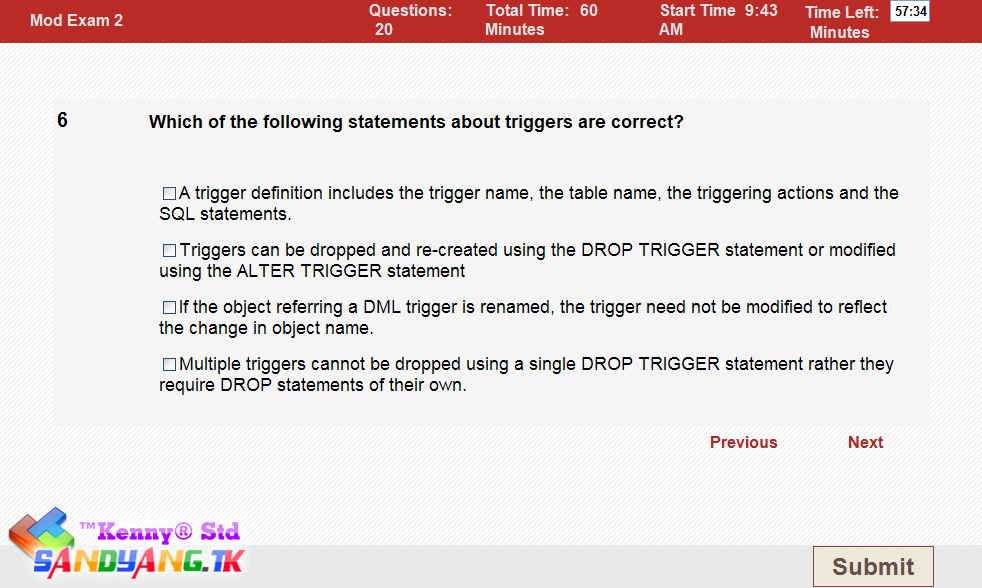 Mod Exam 2
Questions:
20
Total Time: 60
Minutes
Start Time 9:43
AM
Time Left: 57:34
Minutes
6
Which of the following statements about triggers are correct?
A trigger definition includes the trigger name, the table name, the triggering actions and the
SQL statements.
Triggers can be dropped and re-created using the DROP TRIGGER statement or modified
using the ALTER TRIGGER statement
If the object referring a DML trigger is renamed, the trigger need not be modified to reflect
the change in object name.
Multiple triggers cannot be dropped using a single DROP TRIGGER statement rather they
require DROP statements of their own.
Previous
Next
™Kenny® Std
SANDYANG.TK
Submit